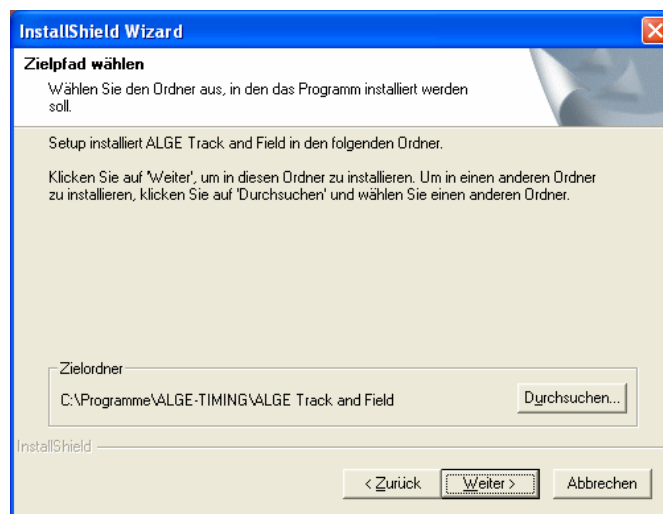 InstallShield Wizard
Zielpfad wählen
Wählen Sie den Ordner aus, in den das Programm installiert werden
soll.
Setup installiert ALGE Track and Field in den folgenden Ordner.
Klicken Sie auf 'Weiter', um in diesen Ordner zu installieren. Um in einen anderen Ordner
zu installieren, klicken Sie auf 'Durchsuchen' und wählen Sie einen anderen Ordner.
Zielordner
C:\Programme\ALGE-TIMING\ALGE Track and Field
Durchsuchen...
InstallShield
< Zurück
Weiter >
Abbrechen